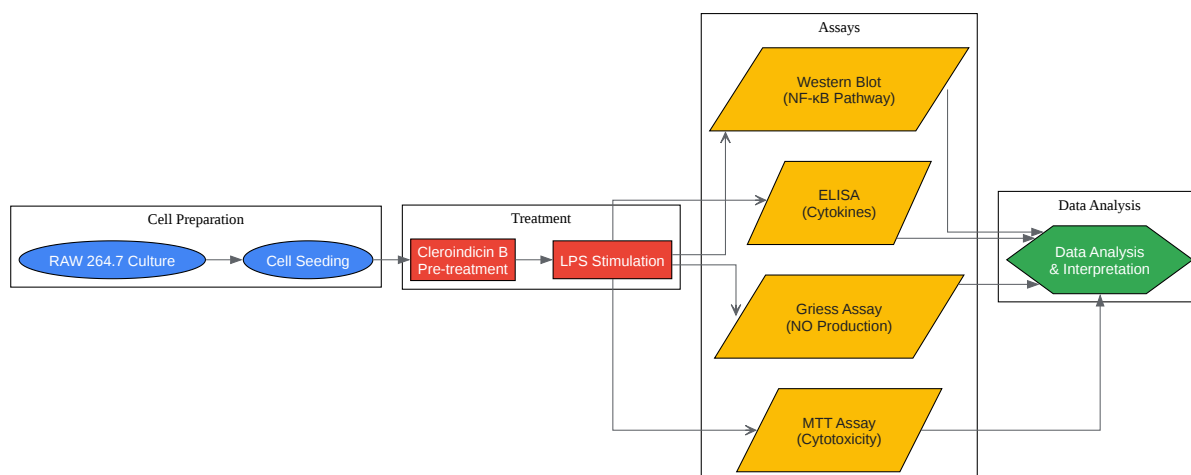 Cell Preparation
RAW 264.7 Culture
Cell Seeding
Treatment
Cleroindicin B
Pre-treatment
LPS Stimulation
Assays
Western Blot
(NF-κB Pathway)
ELISA
(Cytokines)
Griess Assay
(NO Production)
MTT Assay
(Cytotoxicity)
Data Analysis
Data Analysis
& Interpretation